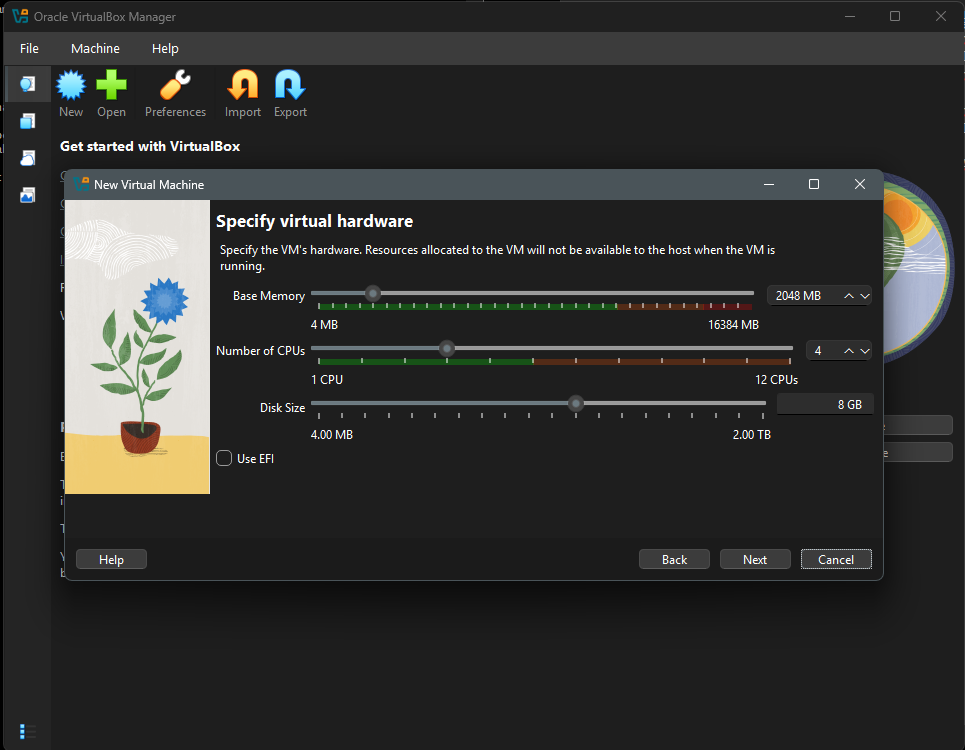 Oracle VirtualBox Manager
File Machine Help
New Open Preferences Import Export
Get started with VirtualBox
New Virtual Machine
Specify virtual hardware
Specify the VM's hardware. Resources allocated to the VM will not be available to the host when the VM is
running.
Base Memory 2048 MB
4 MB 16384 MB
Number of CPUs 4
1 CPU 12 CPUs
Disk Size 8 GB
4.00 MB 2.00 TB
Use EFI
Help Back Next Cancel